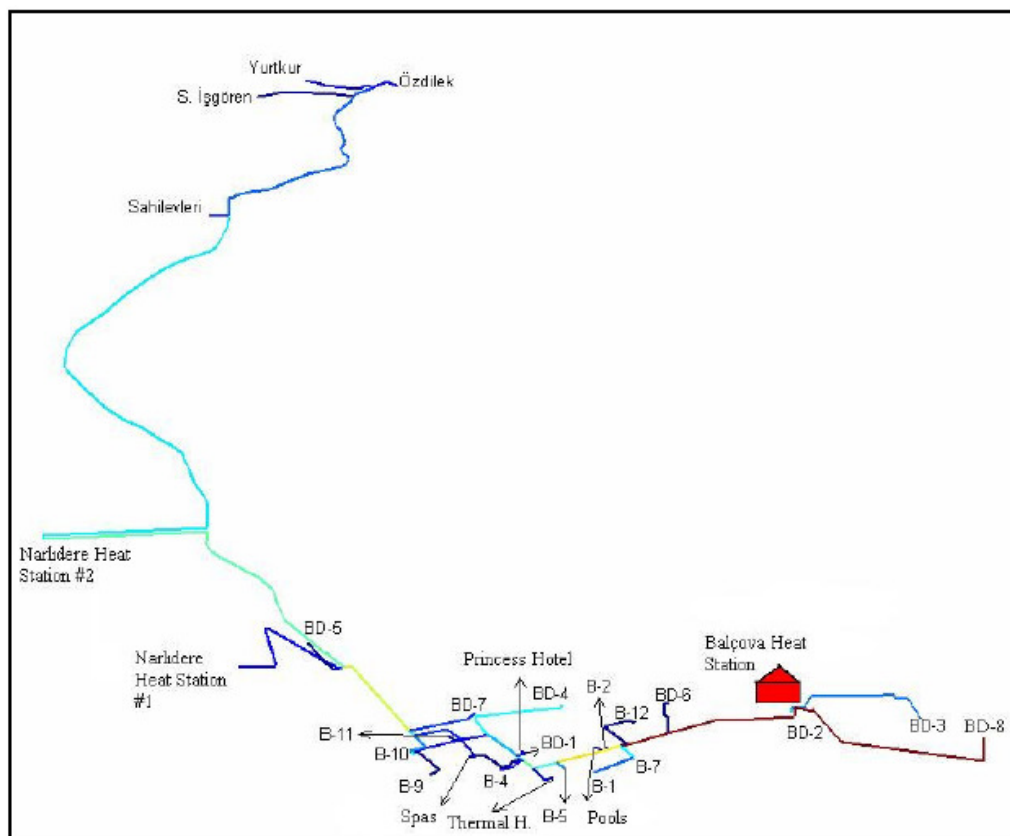 Yurtkur
Özdilek
S. İşgören
Sahilevleri
Narlıdere Heat
Station #2
BD-5
Narlıdere
Heat Station
#1
Princess Hotel
Balçova Heat
Station
B-2
BD-6
BD-7
BD-4
B-12
B-11
BD-1
BD-2
BD-3
BD-8
B-10
B-9
B-4
B-7
B-1
Spas
Thermal H.
B-5
Pools